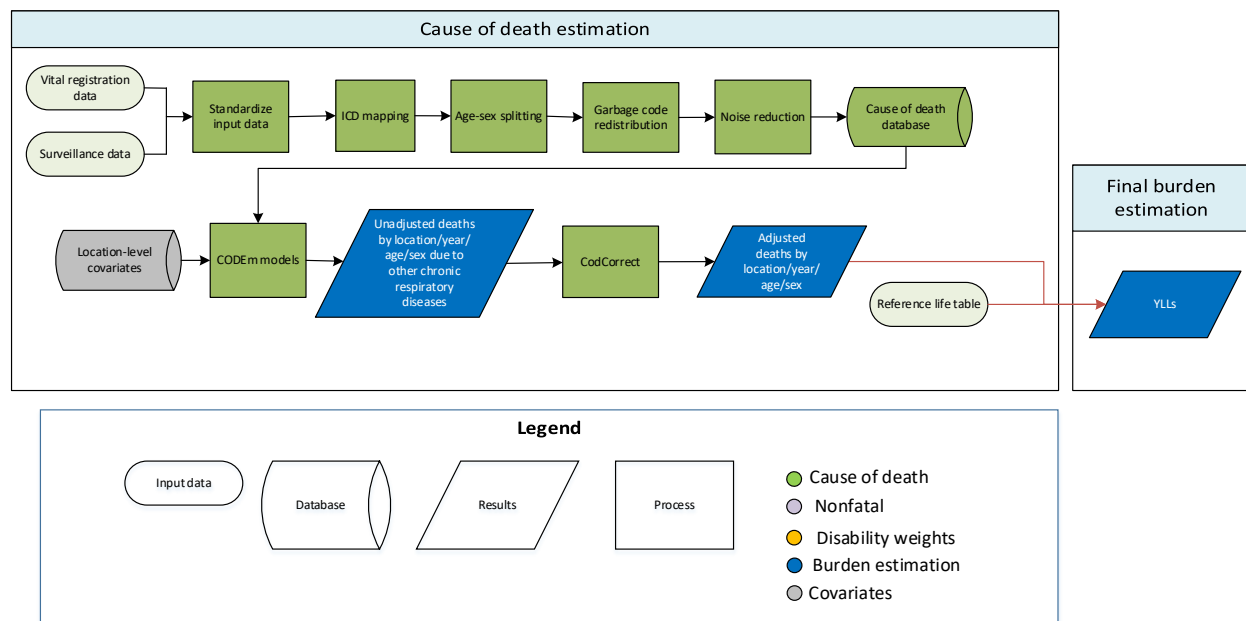 Cause of death estimation
Vital registration
data
Surveillance data
Standardize
input data
ICD mapping
Age-sex splitting
Garbage code
redistribution
Noise reduction
Cause of death
database
Location-level
covariates
CODEm models
Unadjusted deaths
by location/year/
age/sex due to
other chronic
respiratory
diseases
CodCorrect
Adjusted
deaths by
location/year/
age/sex
Reference life table
Final burden
estimation
YLLs
Legend
Input data
Database
Results
Process
Cause of death
Nonfatal
Disability weights
Burden estimation
Covariates